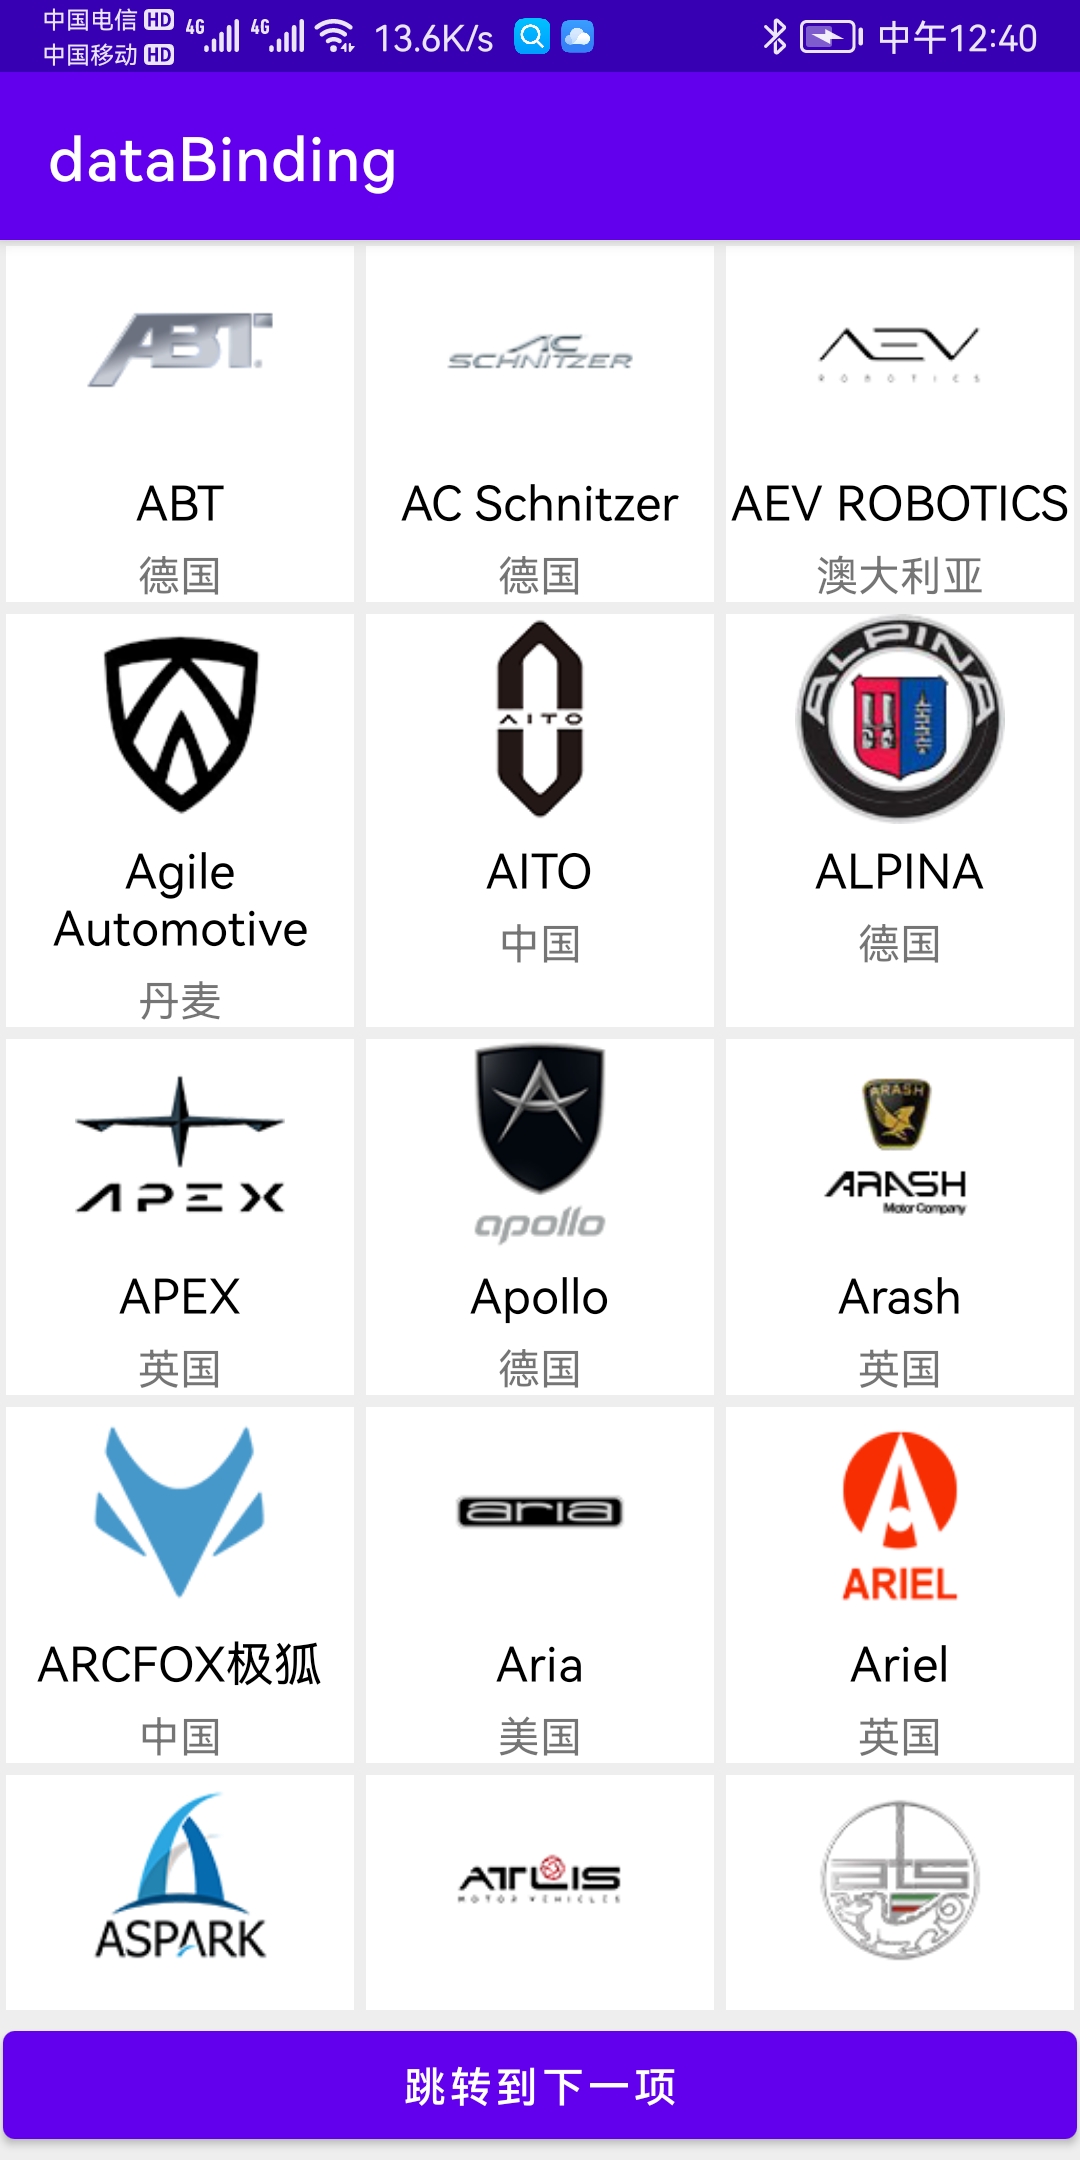 中国电信 HD 4G 4G 13.6K/s 中午12:40
中国移动 HD
dataBinding
ABT
AC SCHNITZER
AEV
ROBOTICS
ABT
AC Schnitzer
AEV ROBOTICS
德国
德国
澳大利亚
AITO
ALPINA
Agile
Automotive
AITO
ALPINA
丹麦
中国
德国
APEX
apollo
ARASH
ARASH
Motor Company
APEX
Apollo
Arash
英国
德国
英国
aria
ARIEL
ARCFOX极狐
Aria
Ariel
中国
美国
英国
ASPARK
ATLIS
MOTOR VEHICLES
ats
跳转到下一项